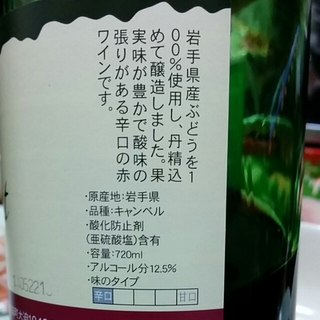 岩手県産ぶどうを1
00%使用し、丹精込
めて醸造しました。果
実味が豊かで酸味の
張りがある辛口の赤
ワインです。
・原産地:岩手県
・品種:キャンベル
・酸化防止剤
(亜硫酸塩)含有
・容量:720ml
・アルコール分12.5%
・味のタイプ
辛口
甘口